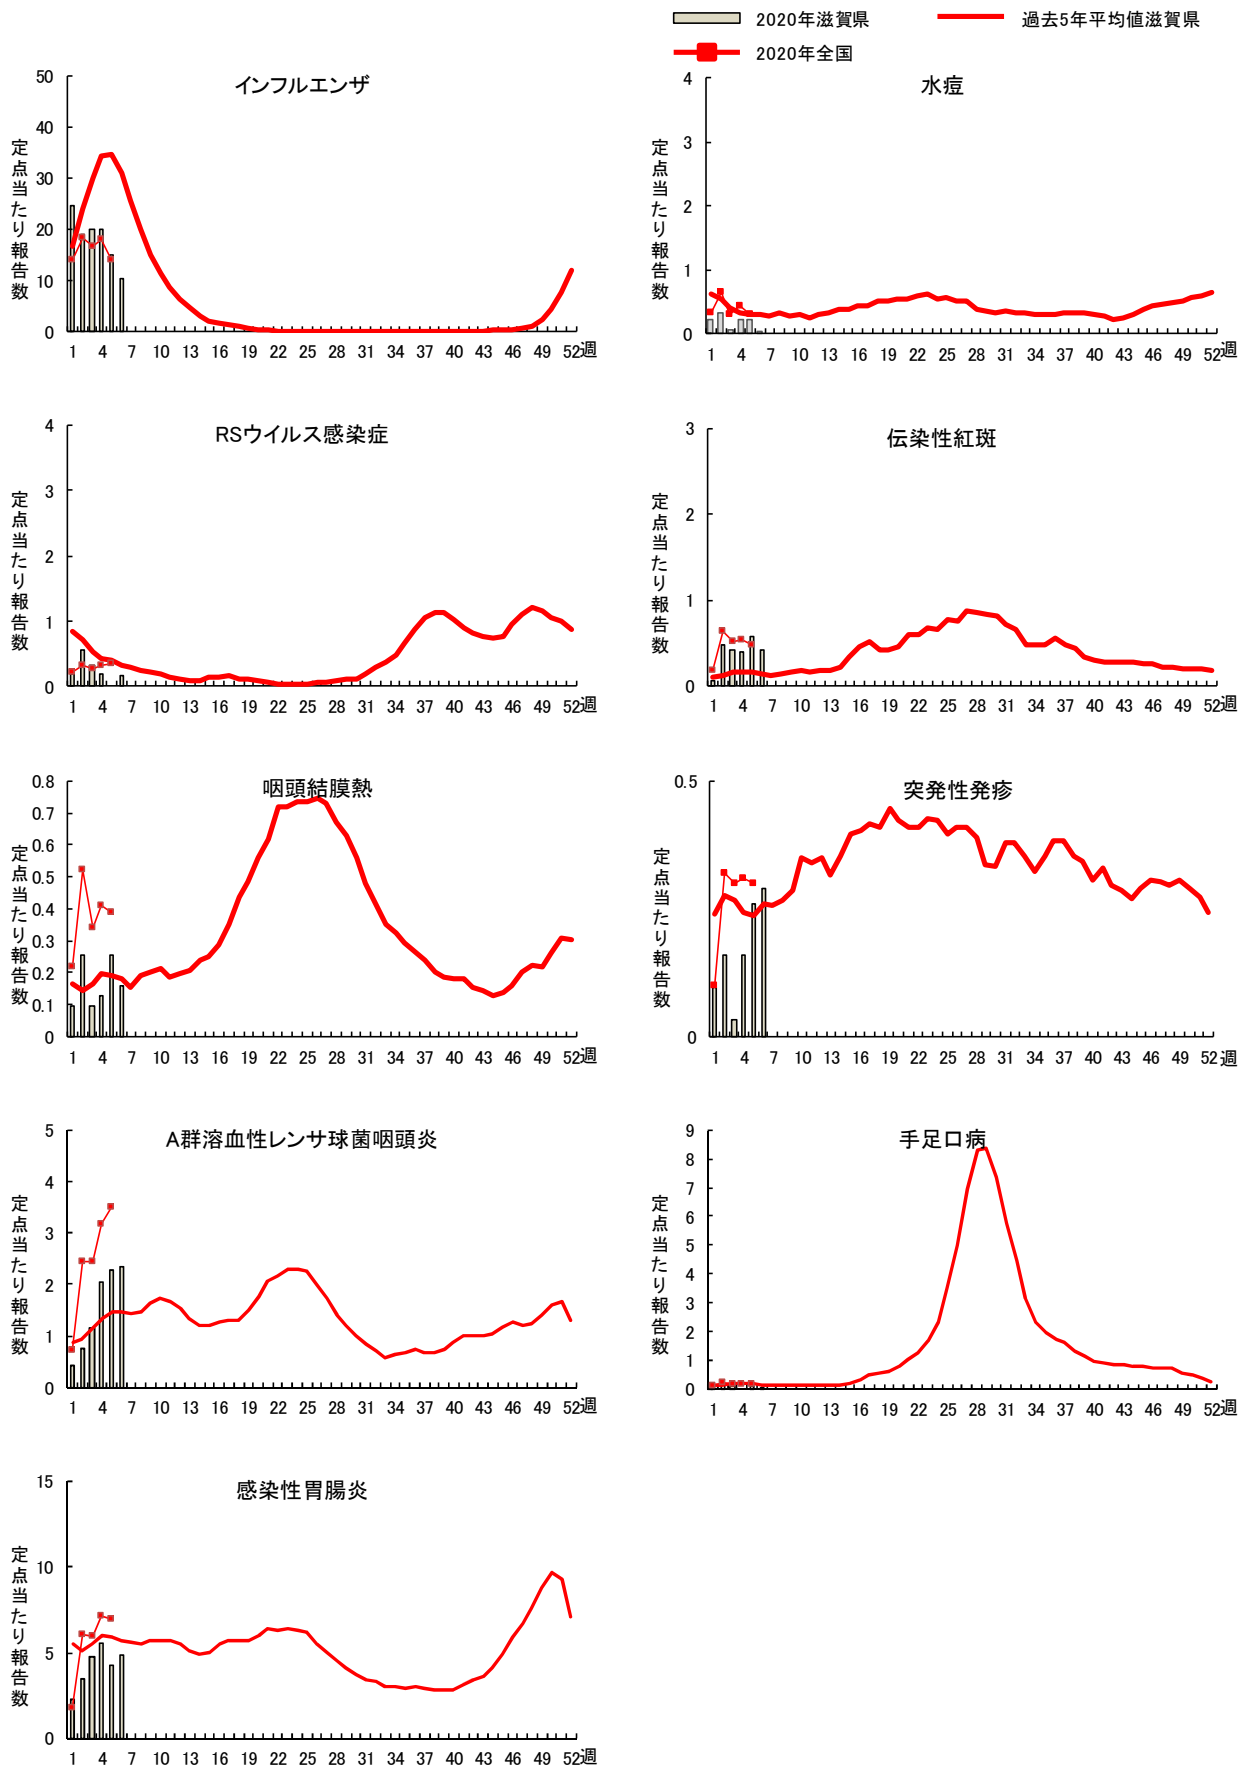 2020年滋賀県
過去5年平均値滋賀県
2020年全国
インフルエンザ
定点当たり報告数
50
40
30
20
10
0
1 4 7 10 13 16 19 22 25 28 31 34 37 40 43 46 49 52週
水痘
定点当たり報告数
4
3
2
1
0
1 4 7 10 13 16 19 22 25 28 31 34 37 40 43 46 49 52週
RSウイルス感染症
定点当たり報告数
4
3
2
1
0
1 4 7 10 13 16 19 22 25 28 31 34 37 40 43 46 49 52週
伝染性紅斑
定点当たり報告数
3
2
1
0
1 4 7 10 13 16 19 22 25 28 31 34 37 40 43 46 49 52週
咽頭結膜熱
定点当たり報告数
0.8
0.7
0.6
0.5
0.4
0.3
0.2
0.1
0
1 4 7 10 13 16 19 22 25 28 31 34 37 40 43 46 49 52週
突発性発疹
定点当たり報告数
0.5
0
1 4 7 10 13 16 19 22 25 28 31 34 37 40 43 46 49 52週
A群溶血性レンサ球菌咽頭炎
定点当たり報告数
5
4
3
2
1
0
1 4 7 10 13 16 19 22 25 28 31 34 37 40 43 46 49 52週
手足口病
定点当たり報告数
9
8
7
6
5
4
3
2
1
0
1 4 7 10 13 16 19 22 25 28 31 34 37 40 43 46 49 52週
感染性胃腸炎
定点当たり報告数
15
10
5
0
1 4 7 10 13 16 19 22 25 28 31 34 37 40 43 46 49 52週